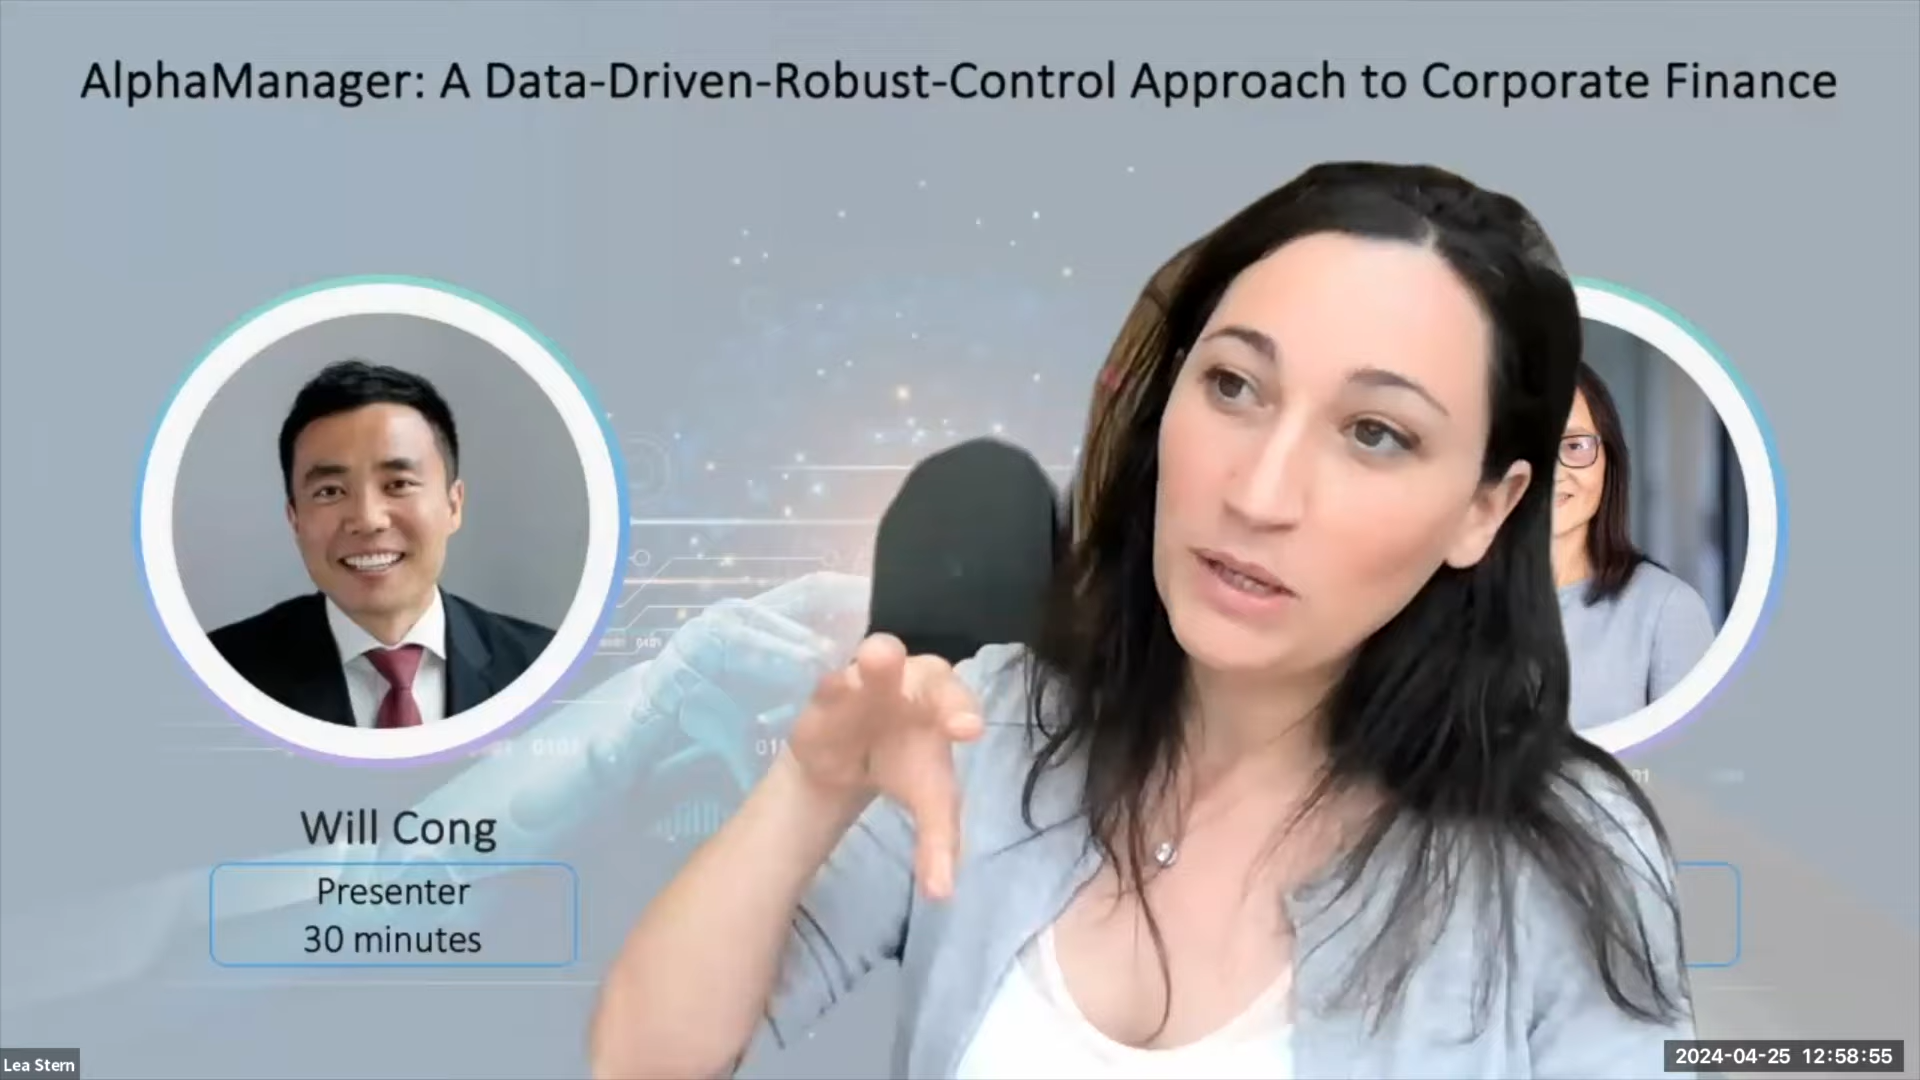 AlphaManager: A Data-Driven-Robust-Control Approach to Corporate Finance
Will Cong
Presenter
30 minutes
Lea Stern
2024-04-25 12:58:55